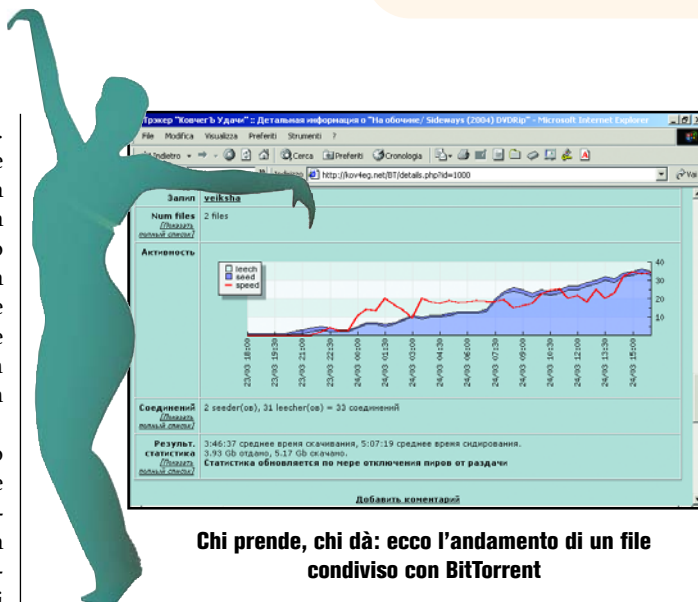 Трэкер "КовчегЪ Удачи" :: Детальная информация о "На обочине/ Sideways (2004) DVDRip" - Microsoft Internet Explorer
File Modifica Visualizza Preferiti Strumenti ?
Indietro Cerca Preferiti Cronologia
http://kov4eg.net/BT/details.php?id=1000 Vai
Залил veiksha
Num files 2 files
[Показать
полный список]
Активность
leech
seed
speed
40
30
20
10
23/03 18:00
23/03 19:30
23/03 21:00
23/03 22:30
24/03 00:00
24/03 01:30
24/03 03:00
24/03 04:30
24/03 06:00
24/03 07:30
24/03 09:00
24/03 10:30
24/03 12:00
24/03 13:30
24/03 15:00
Соединений 2 seeder(ов), 31 leecher(ов) = 33 соединений
[Показать
полный список]
Результ. 3:46:37 среднее время скачивания, 5:07:19 среднее время сидирования.
статистика 3.93 Gb отдано, 5.17 Gb скачано.
[Показать Статистика обновляется по мере отключения пиров от раздачи
полный список]
Добавить коментарий
Chi prende, chi dà: ecco l'andamento di un file
condiviso con BitTorrent